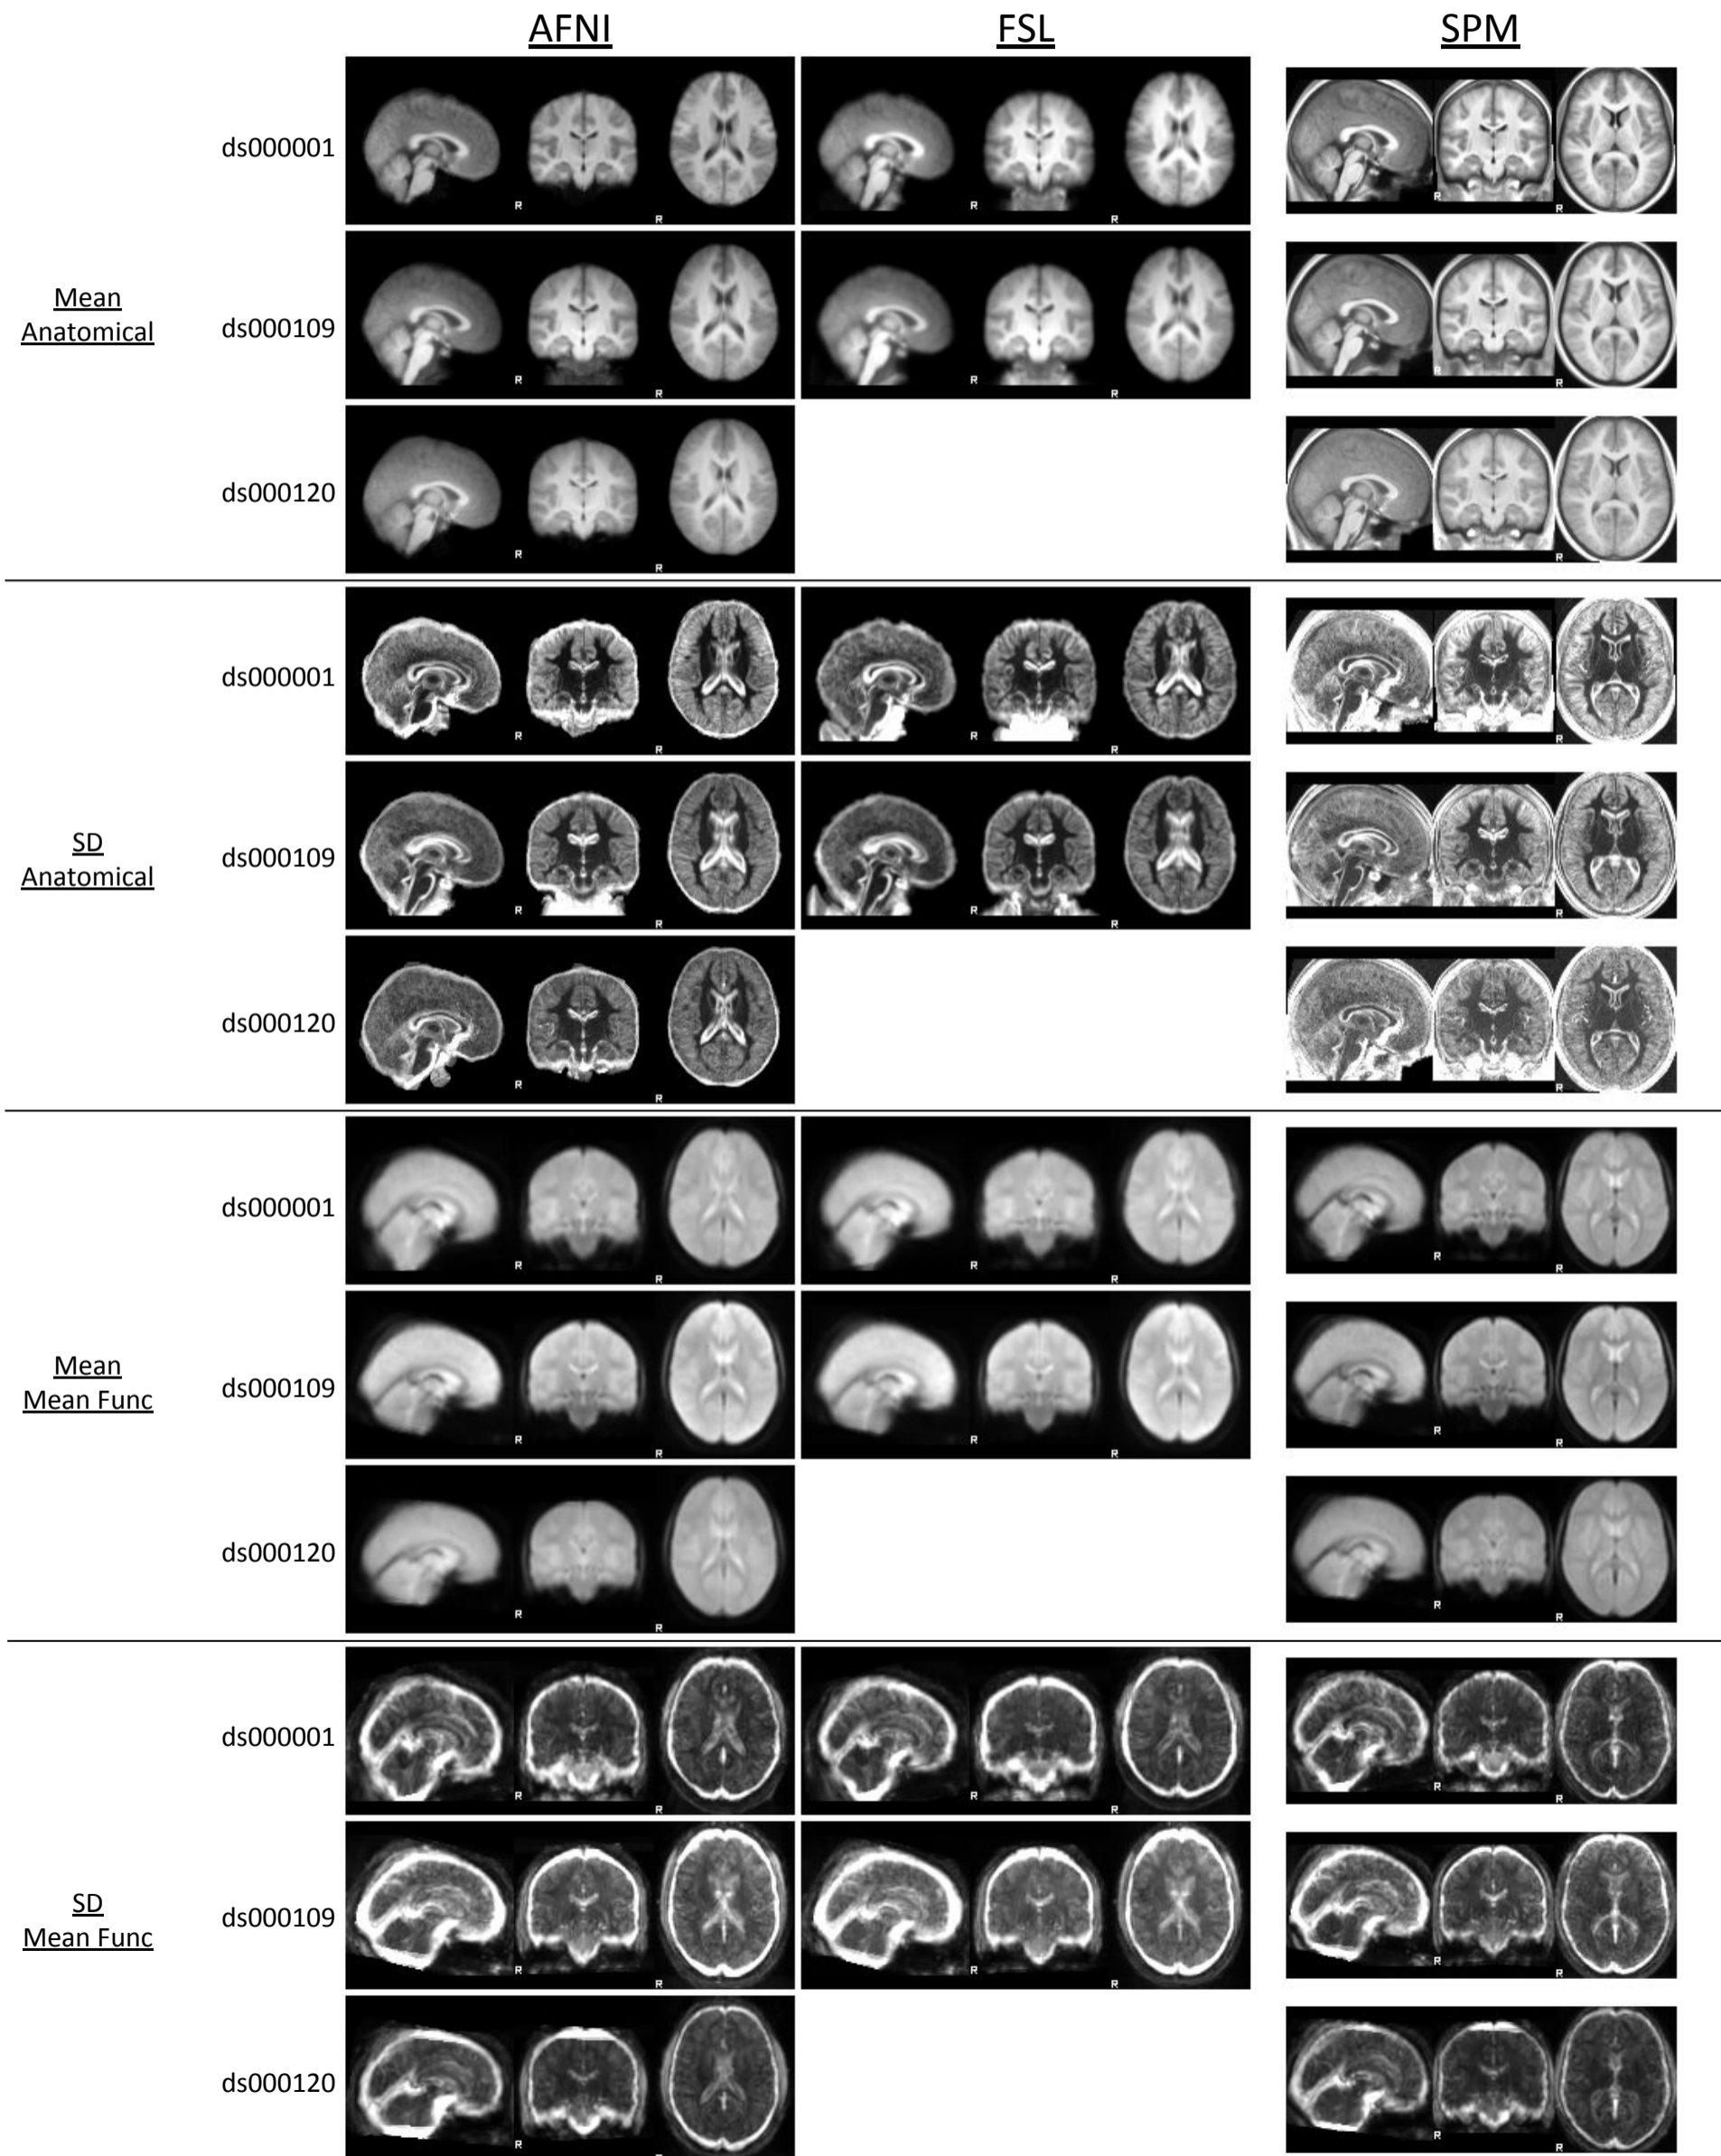 AFNI FSL SPM
ds000001
R R R R R R
Mean
Anatomical
ds000109
R R R R R R
ds000120
R R R
ds000001
R R R R R R
SD
Anatomical
ds000109
R R R R R
ds000120
R R R
ds000001
R R R R R R
Mean
Mean Func
ds000109
R R R R R R
ds000120
R R R R
ds000001
R R R R R R
SD
Mean Func
ds000109
R R R R R R
ds000120
R R R